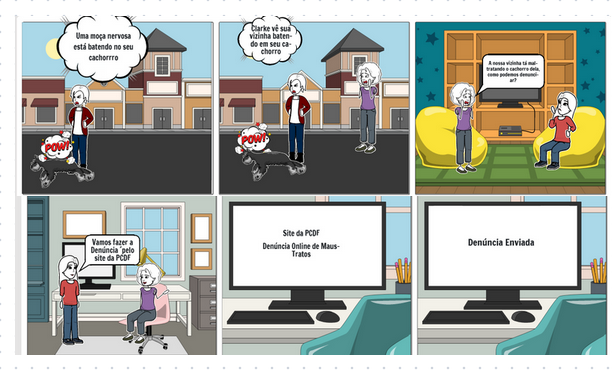 Uma moça nervosa
está batendo no seu
cachorrro
POW!
Clarke vê sua
vizinha baten-
do em seu ca-
chorro
POW!
A nossa vizinha tá mal-
tratando o cachorro dela,
como podemos denunci-
ar?
Vamos fazer a
Denúncia pelo
site da PCDF
Site da PCDF
Denúncia Online de Maus-
Tratos
Denúncia Enviada